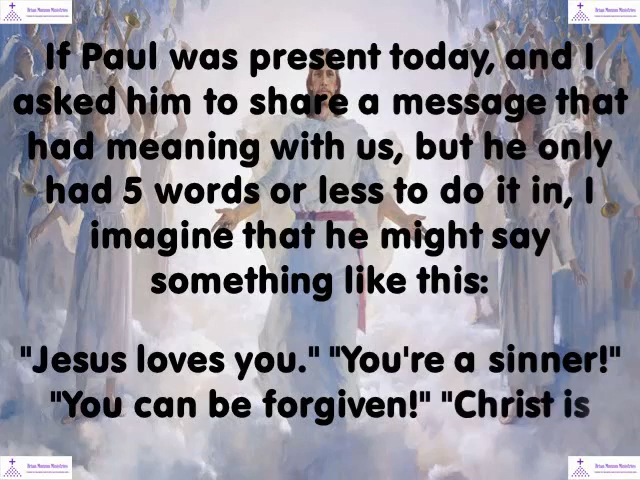 If Paul was present today, and I
asked him to share a message that
had meaning with us, but he only
had 5 words or less to do it in, I
imagine that he might say
something like this:
"Jesus loves you." "You're a sinner!"
"You can be forgiven!" "Christ is